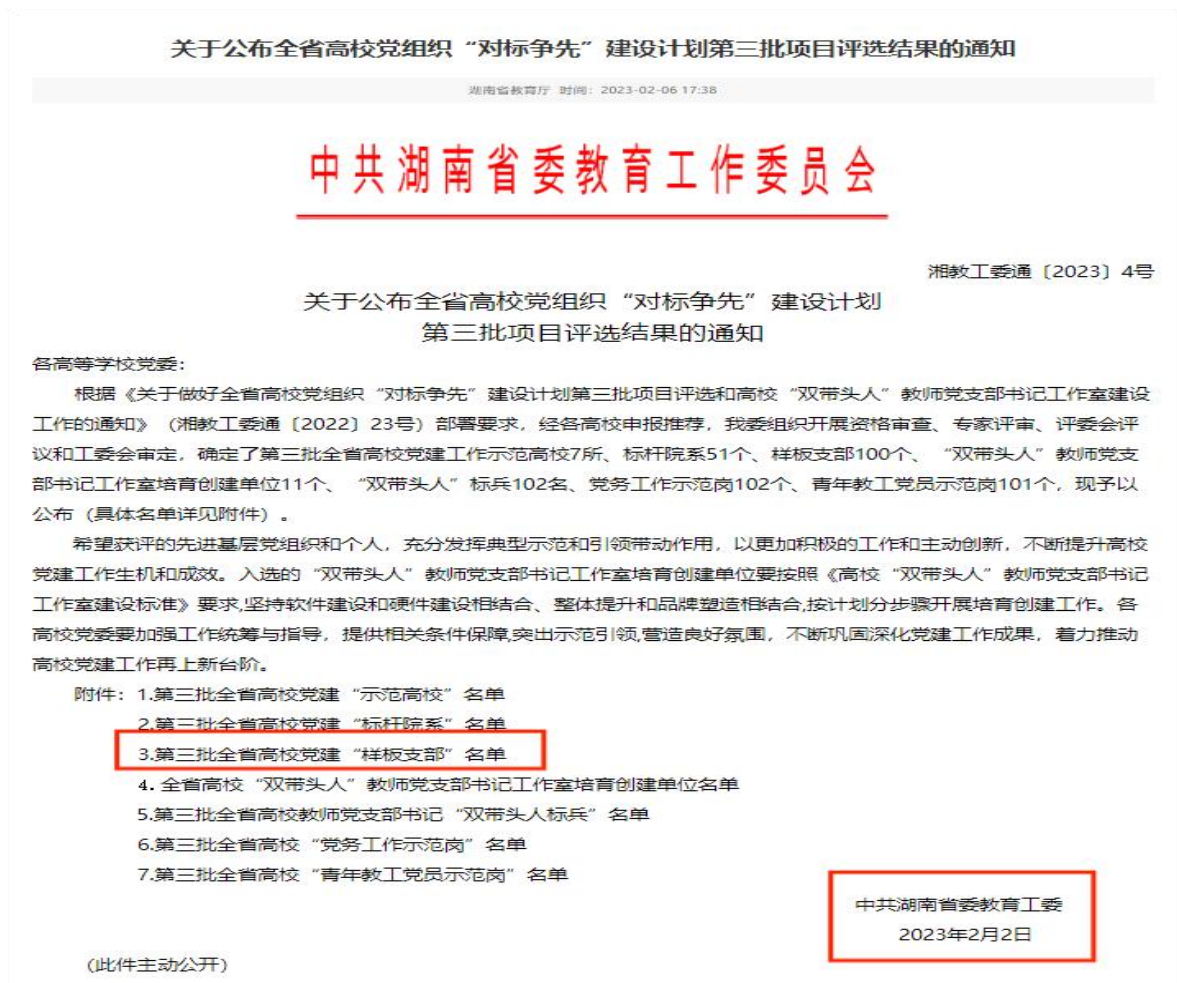 关于公布全省高校党组织“对标争先”建设计划第三批项目评选结果的通知
湖南省教育厅 时间：2023-02-06 17:38
中共湖南省委教育工作委员会
湘教工委通〔2023〕4号
关于公布全省高校党组织“对标争先”建设计划
第三批项目评选结果的通知
各高等学校党委：
根据《关于做好全省高校党组织“对标争先”建设计划第三批项目评选和高校“双带头人”教师党支部书记工作室建设
工作的通知》（湘教工委通〔2022〕23号）部署要求，经各高校申报推荐，我委组织开展资格审查、专家评审、评委会评
议和工委会审定，确定了第三批全省高校党建工作示范高校7所、标杆院系51个、样板支部100个、“双带头人”教师党支
部书记工作室培育创建单位11个、“双带头人”标兵102名、党务工作示范岗102个、青年教工党员示范岗101个，现予以
公布（具体名单详见附件）。
希望获评的先进基层党组织和个人，充分发挥典型示范和引领带动作用，以更加积极的工作和主动创新，不断提升高校
党建工作生机和成效。入选的“双带头人”教师党支部书记工作室培育创建单位要按照《高校“双带头人”教师党支部书记
工作室建设标准》要求,坚持软件建设和硬件建设相结合、整体提升和品牌塑造相结合,按计划分步骤开展培育创建工作。各
高校党委要加强工作统筹与指导，提供相关条件保障,突出示范引领,营造良好氛围，不断巩固深化党建工作成果，着力推动
高校党建工作再上新台阶。
附件：1.第三批全省高校党建“示范高校”名单
2.第三批全省高校党建“标杆院系”名单
3.第三批全省高校党建“样板支部”名单
4. 全省高校“双带头人”教师党支部书记工作室培育创建单位名单
5.第三批全省高校教师党支部书记“双带头人标兵”名单
6.第三批全省高校“党务工作示范岗”名单
7.第三批全省高校“青年教工党员示范岗”名单
中共湖南省委教育工委
2023年2月2日
(此件主动公开)